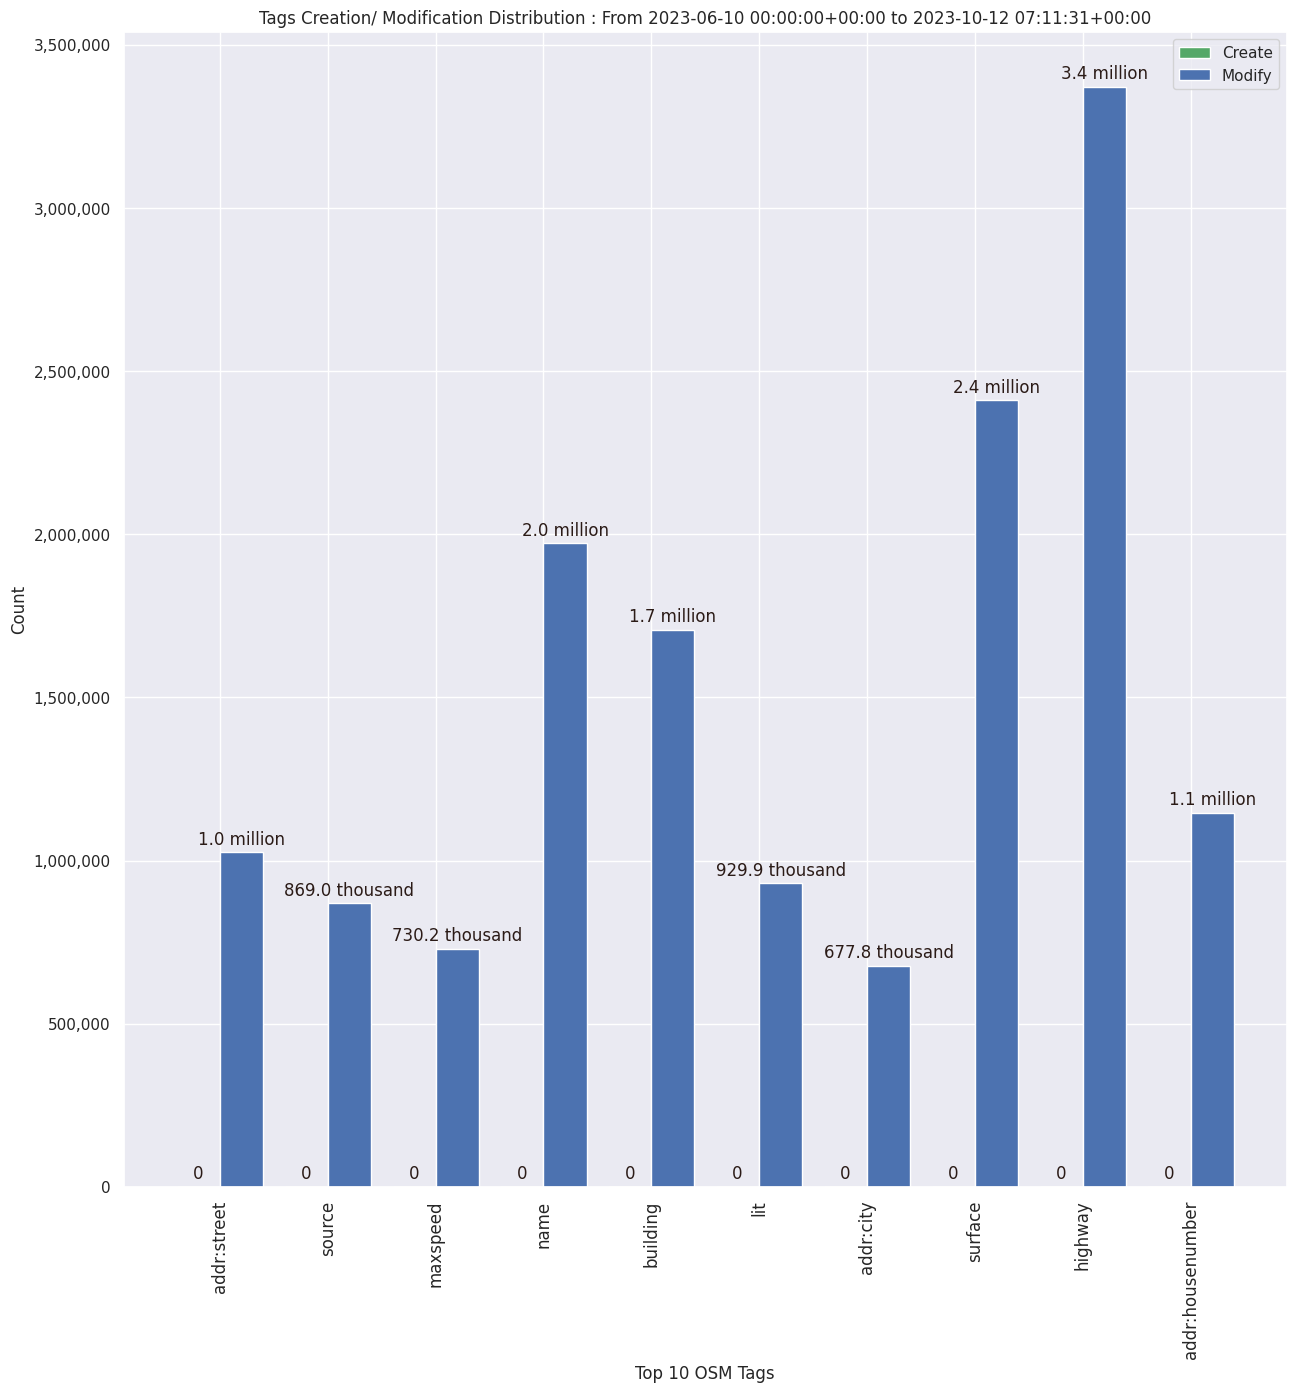 Tags Creation/ Modification Distribution : From 2023-06-10 00:00:00+00:00 to 2023-10-12 07:11:31+00:00
Create
Modify
3,500,000
3,000,000
2,500,000
2,000,000
1,500,000
1,000,000
500,000
0
Count
0
1.0 million
0
869.0 thousand
0
730.2 thousand
0
2.0 million
0
1.7 million
0
929.9 thousand
0
677.8 thousand
0
2.4 million
0
3.4 million
0
1.1 million
addr:street
source
maxspeed
name
building
lit
addr:city
surface
highway
addr:housenumber
Top 10 OSM Tags